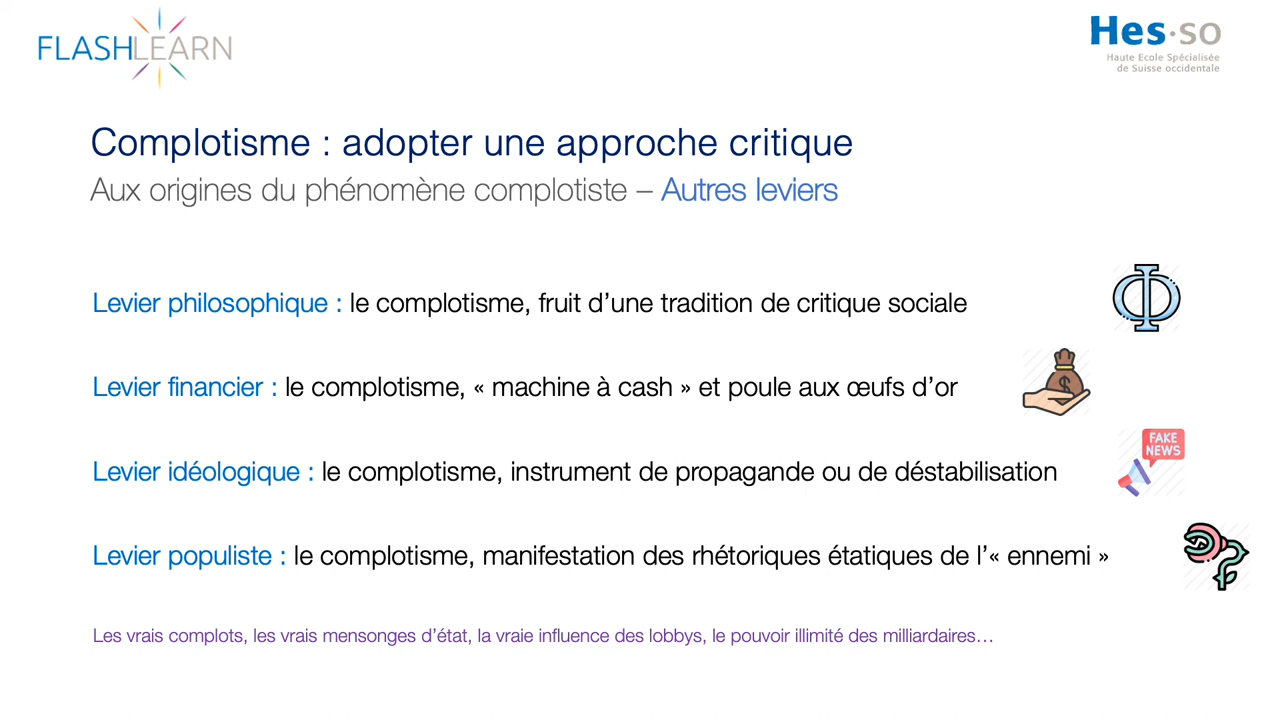 FLASHLEARN
Hes·so
Haute Ecole Spécialisée
de Suisse occidentale
Complotisme : adopter une approche critique
Aux origines du phénomène complotiste – Autres leviers
Levier philosophique : le complotisme, fruit d’une tradition de critique sociale
Levier financier : le complotisme, « machine à cash » et poule aux œufs d’or
Levier idéologique : le complotisme, instrument de propagande ou de déstabilisation
FAKE
NEWS
Levier populiste : le complotisme, manifestation des rhétoriques étatiques de l’« ennemi »
Les vrais complots, les vrais mensonges d’état, la vraie influence des lobbys, le pouvoir illimité des milliardaires…